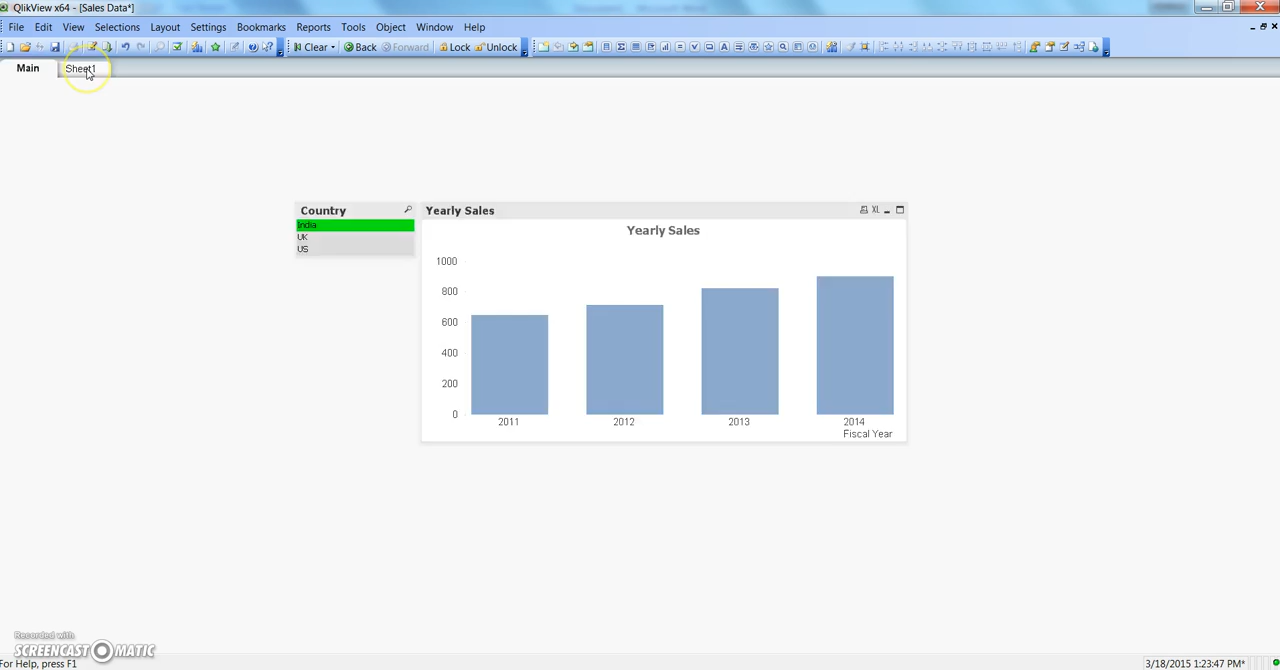 QlikView x64 - [Sales Data*]
File Edit View Selections Layout Settings Bookmarks Reports Tools Object Window Help
Clear Back Forward Lock Unlock
Main Sheet1
Country
India
UK
US
Yearly Sales XL
Yearly Sales
1000
800
600
400
200
0
2011 2012 2013 2014
Fiscal Year
Recorded with
SCREENCAST MATIC
For Help, press F1
3/18/2015 1:23:47 PM*